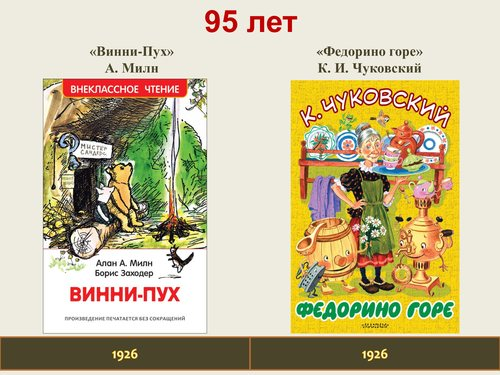 95 лет
«Винни-Пух»
А. Милн
«Федорино горе»
К. И. Чуковский
ВНЕКЛАССНОЕ ЧТЕНИЕ
МИСТЕР
САНДЕРС
Алан А. Милн
Борис Заходер
ВИННИ-ПУХ
ПРОИЗВЕДЕНИЕ ПЕЧАТАЕТСЯ БЕЗ СОКРАЩЕНИЙ
К. ЧУКОВСКИЙ
ФЕДОРИНО ГОРЕ
1926
1926